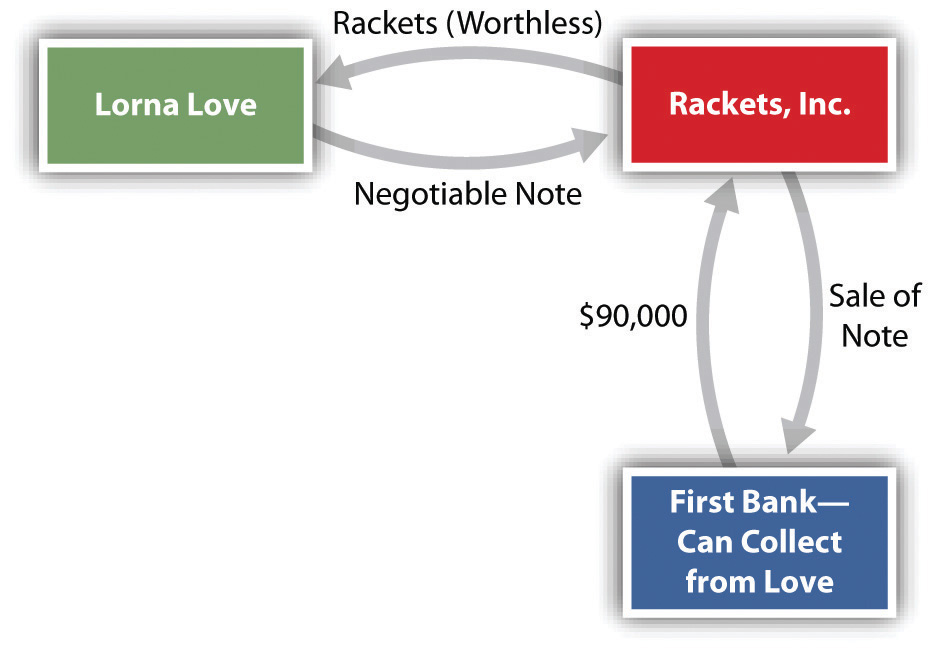 Rackets (Worthless)
Lorna Love
Rackets, Inc.
Negotiable Note
$90,000
Sale of
Note
First Bank—
Can Collect
from Love